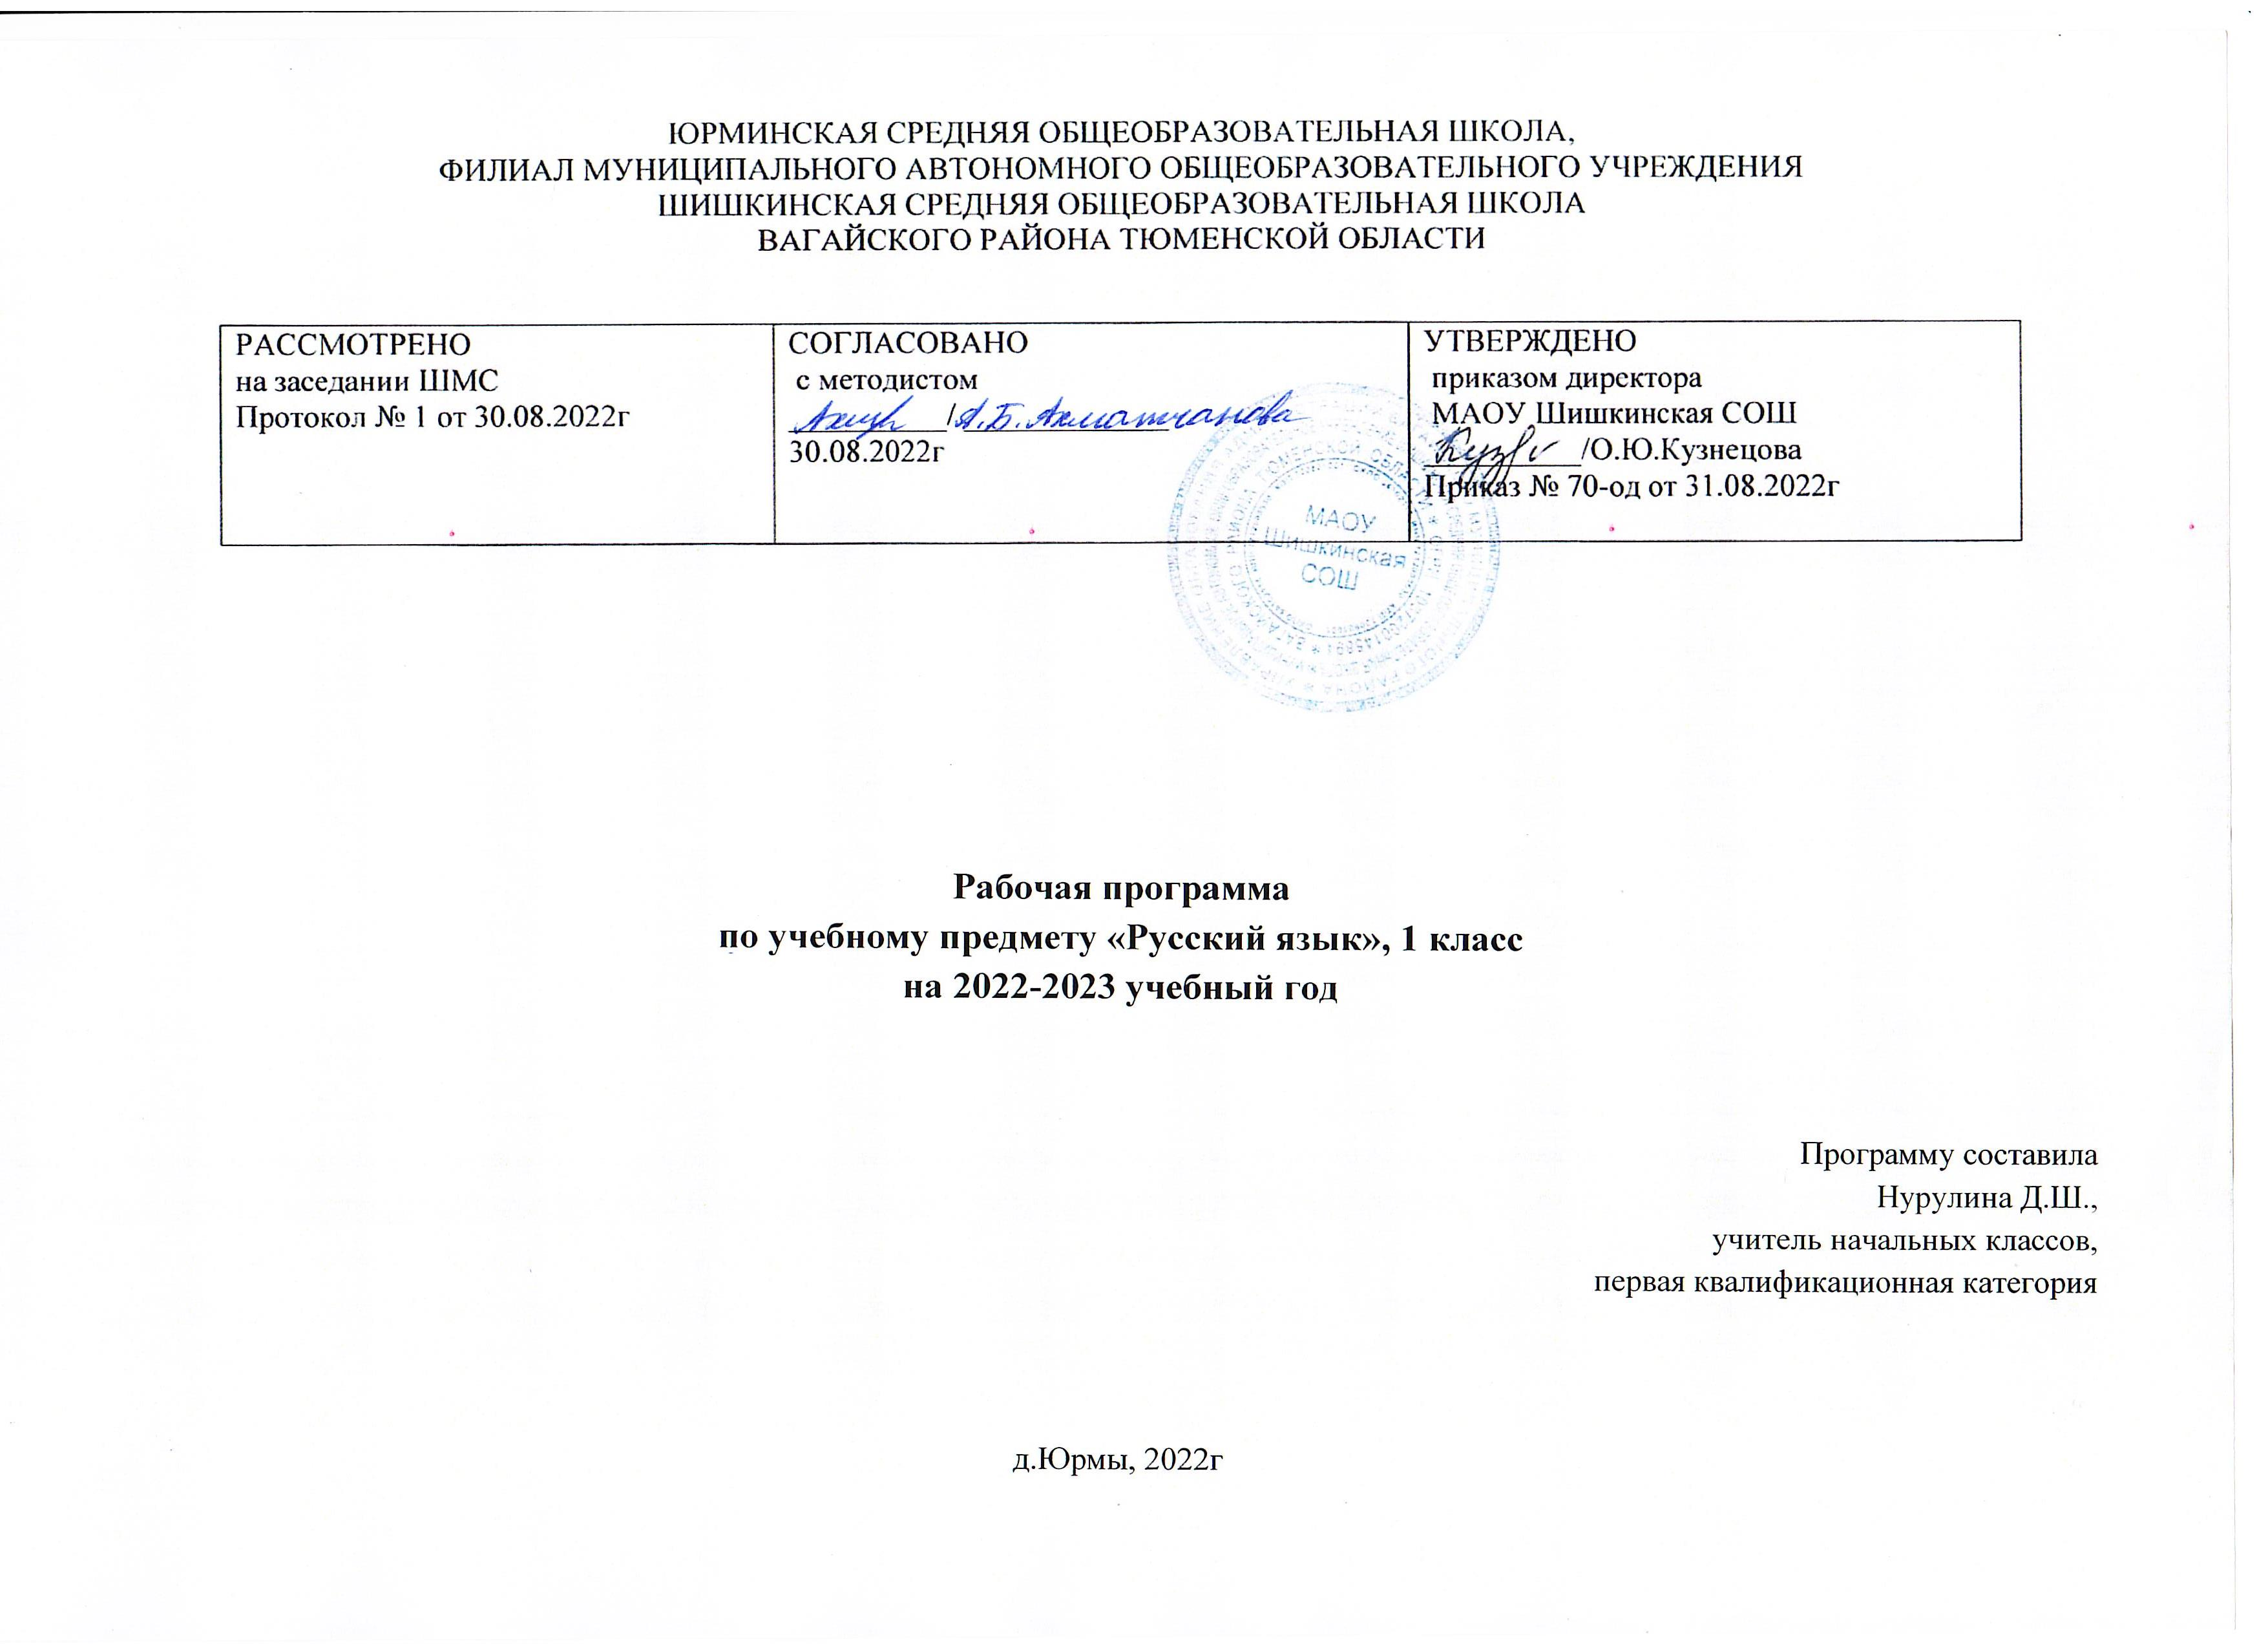 ЮРМИНСКАЯ СРЕДНЯЯ ОБЩЕОБРАЗОВАТЕЛЬНАЯ ШКОЛА,
ФИЛИАЛ МУНИЦИПАЛЬНОГО АВТОНОМНОГО ОБЩЕОБРАЗОВАТЕЛЬНОГО УЧРЕЖДЕНИЯ
ШИШКИНСКАЯ СРЕДНЯЯ ОБЩЕОБРАЗОВАТЕЛЬНАЯ ШКОЛА
ВАГАЙСКОГО РАЙОНА ТЮМЕНСКОЙ ОБЛАСТИ
РАССМОТРЕНО
на заседании ШМС
Протокол № 1 от 30.08.2022г
СОГЛАСОВАНО
с методистом
/А.Б. Ахматчанова
30.08.2022г
УТВЕРЖДЕНО
приказом директора
МАОУ Шишкинская СОШ
/О.Ю.Кузнецова
Приказ № 70-од от 31.08.2022г
МАОУ
Шишкинская
СОШ
Рабочая программа
по учебному предмету «Русский язык», 1 класс
на 2022-2023 учебный год
Программу составила
Нурулина Д.Ш.,
учитель начальных классов,
первая квалификационная категория
д.Юрмы, 2022г